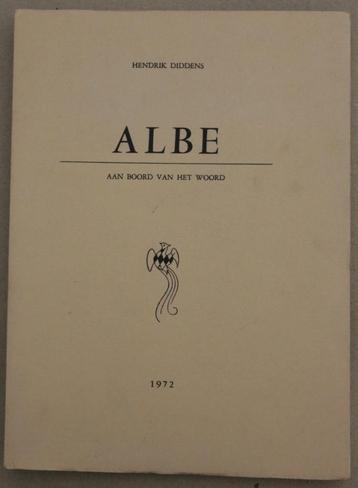 HENDRIK DIDDENS
ALBE
AAN BOORD VAN HET WOORD
1972